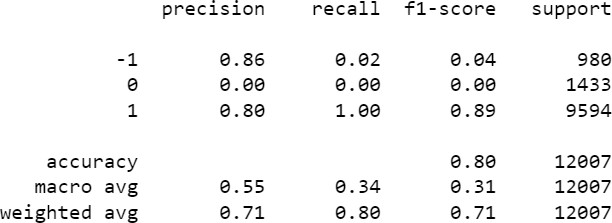 precision recall f1-score support
-1 0.86 0.02 0.04 980
0 0.00 0.00 0.00 1433
1 0.80 1.00 0.89 9594
accuracy 0.80 12007
macro avg 0.55 0.34 0.31 12007
weighted avg 0.71 0.80 0.71 12007